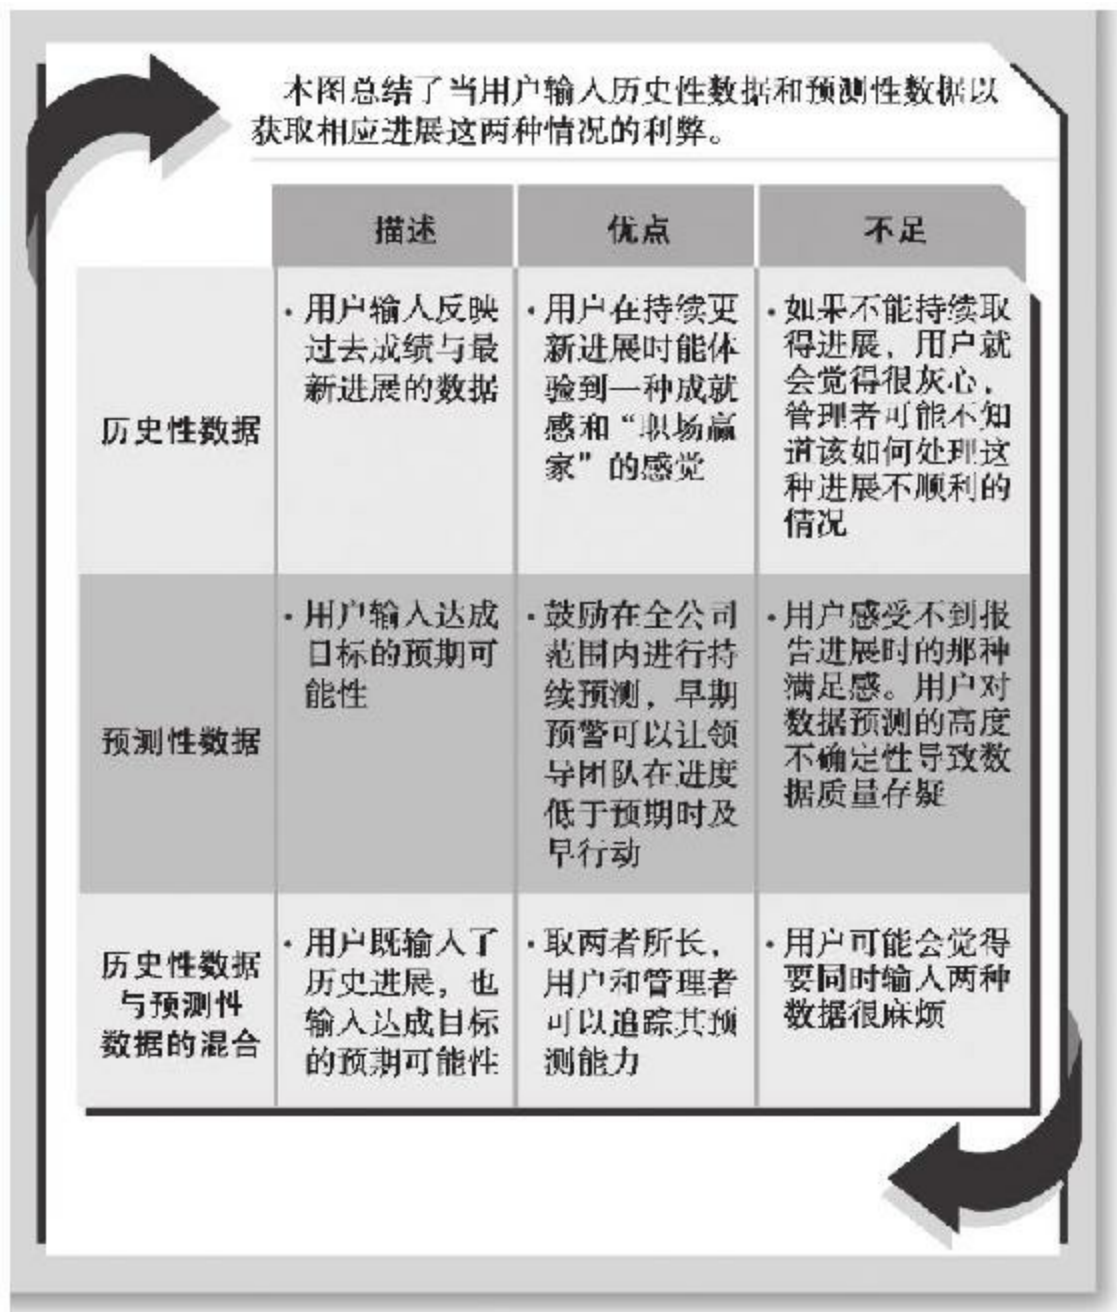 本图总结了当用户输入历史性数据和预测性数据以
获取相应进展这两种情况的利弊。
描述
优点
不足
历史性数据
· 用户输入反映
过去成绩与最
新进展的数据
· 用户在持续更
新进展时能体
验到一种成就
感和“职场赢
家”的感觉
· 如果不能持续取
得进展，用户就
会觉得很灰心，
管理者可能不知
道该如何处理这
种进展不顺利的
情况
预测性数据
· 用户输入达成
目标的预期可
能性
· 鼓励在全公司
范围内进行持
续预测，早期
预警可以让领
导团队在进度
低于预期时及
早行动
· 用户感受不到报
告进展时的那种
满足感。用户对
数据预测的高度
不确定性导致数
据质量存疑
历史性数据
与预测性
数据的混合
· 用户既输入了
历史进展，也
输入达成目标
的预期可能性
· 取两者所长，
用户和管理者
可以追踪其预
测能力
· 用户可能会觉得
要同时输入两种
数据很麻烦